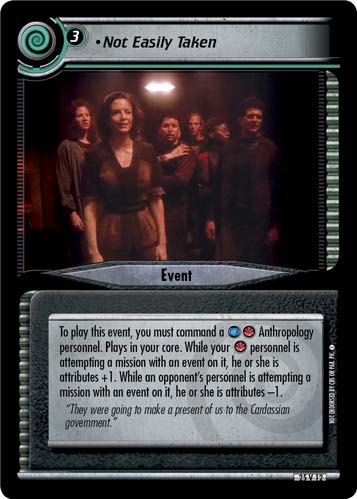 3
• Not Easily Taken
Event
To play this event, you must command a Anthropology
personnel. Plays in your core. While your personnel is
attempting a mission with an event on it, he or she is
attributes +1. While an opponent's personnel is attempting
a mission with an event on it, he or she is attributes –1.
"They were going to make a present of us to the Cardassian
government."
NOT ENDORSED BY CBS OR PAR. PIC.
25 V 12